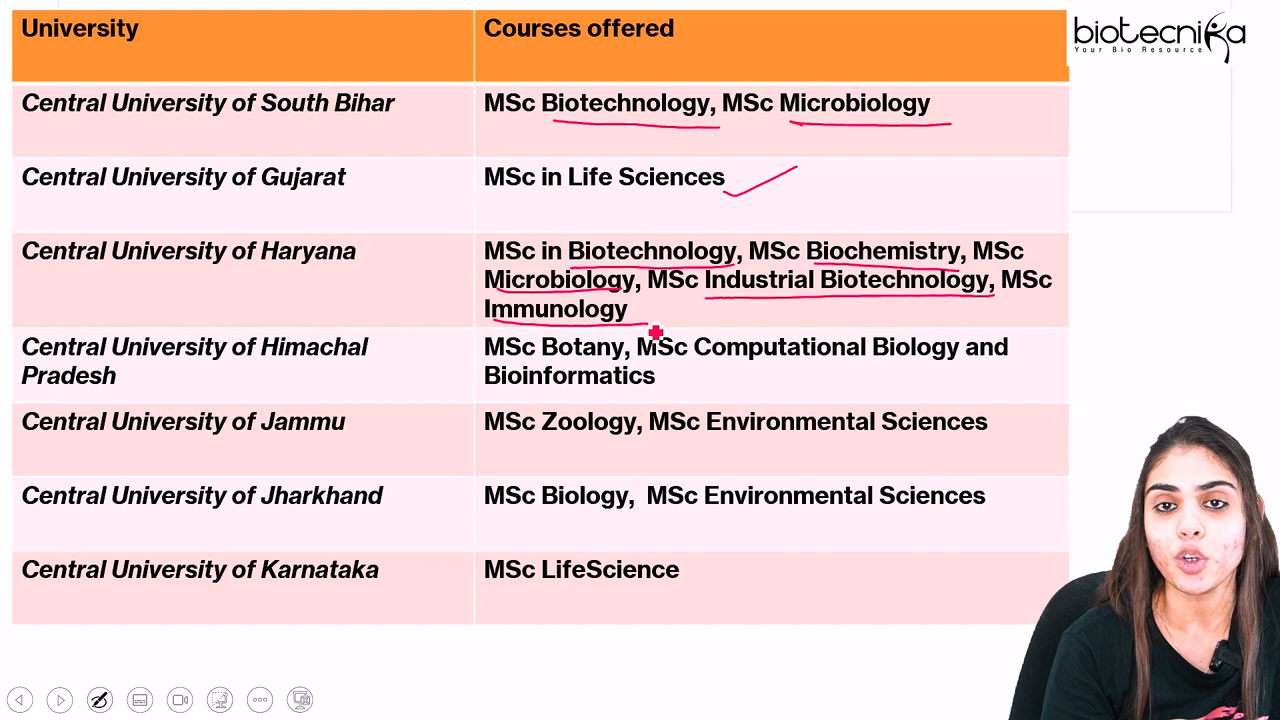 University
Courses offered
biotecnika
Your Bio Resource
Central University of South Bihar
MSc Biotechnology, MSc Microbiology
Central University of Gujarat
MSc in Life Sciences
Central University of Haryana
MSc in Biotechnology, MSc Biochemistry, MSc
Microbiology, MSc Industrial Biotechnology, MSc
Immunology
Central University of Himachal
Pradesh
MSc Botany, MSc Computational Biology and
Bioinformatics
Central University of Jammu
MSc Zoology, MSc Environmental Sciences
Central University of Jharkhand
MSc Biology, MSc Environmental Sciences
Central University of Karnataka
MSc LifeScience